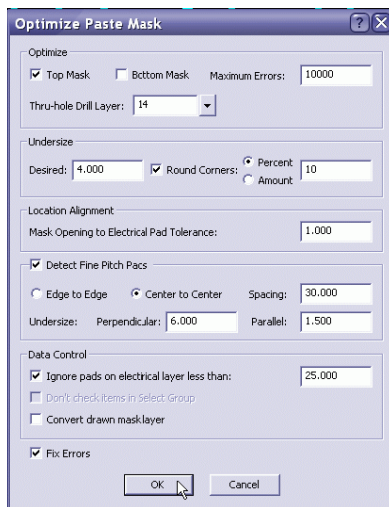 Optimize Paste Mask
Optimize
Top Mask Bottom Mask Maximum Errors: 10000
Thru-hole Drill Layer: 14
Undersize
Desired: 4.000 Round Corners: Percent Amount 10
Location Alignment
Mask Opening to Electrical Pad Tolerance: 1.000
Detect Fine Pitch Pacs
Edge to Edge Center to Center Spacing: 30.000
Undersize: Perpendicular: 6.000 Parallel: 1.500
Data Control
Ignore pads on electrical layer less than: 25.000
Don't check items in Select Group
Convert drawn mask layer
Fix Errors
OK Cancel